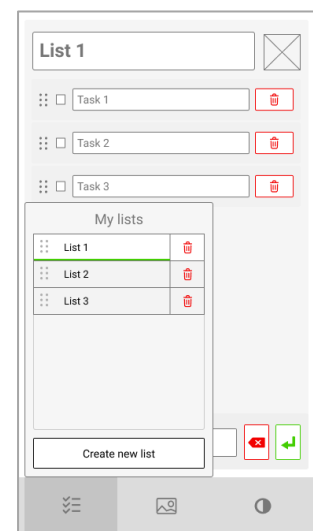 List 1
Task 1
Task 2
Task 3
My lists
List 1
List 2
List 3
Create new list